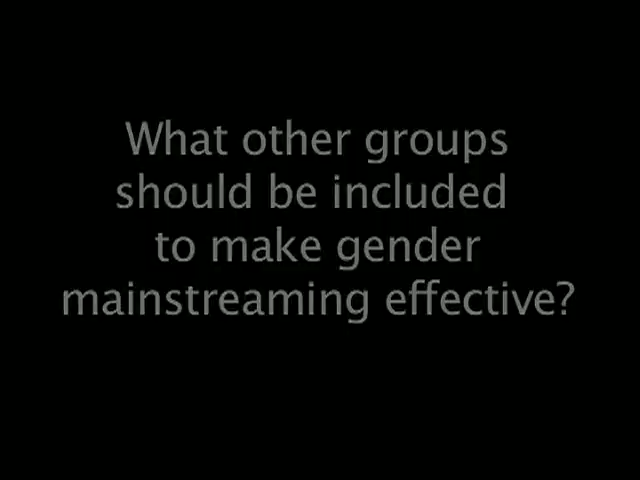 What other groups
should be included
to make gender
mainstreaming effective?